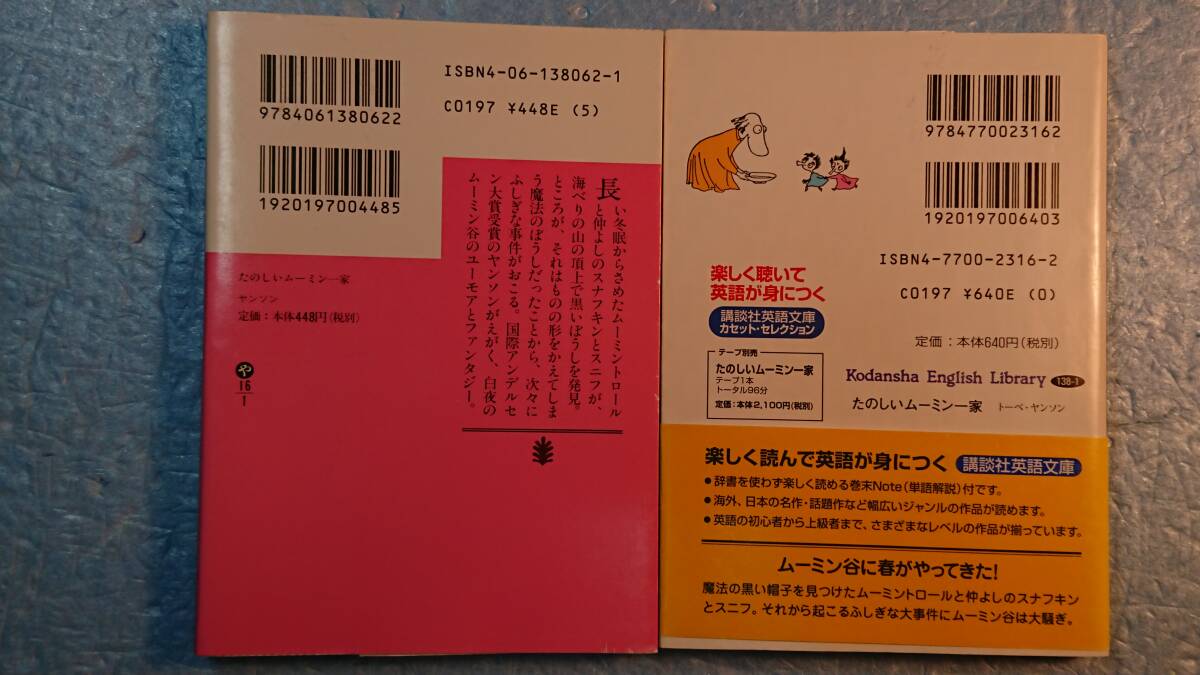 ISBN4-06-138062-1
C0197 ¥448E (5)
9784061380622
1920197004485
長い冬眠からさめたムーミントロール
と仲よしのスナフキンとスニフが、
海べりの山の頂上で黒いぼうしを発見。
ところが、それはものの形をかえてしま
う魔法のぼうしだったことから、次々に
ふしぎな事件がおこる。国際アンデルセ
ン大賞受賞のヤンソンがえがく、白夜の
ムーミン谷のユーモアとファンタジー。
たのしいムーミン一家
ヤンソン
定価:本体448円(税別)
や
16
1
9784770023162
1920197006403
ISBN4-7700-2316-2
C0197 ¥640E (0)
定価:本体640円(税別)
楽しく聴いて
英語が身につく
講談社英語文庫
カセット・セレクション
テープ別売
たのしいムーミン一家
テープ1本
トータル96分
定価:本体2,100円(税別)
Kodansha English Library 138-1
たのしいムーミン一家 トーベ・ヤンソン
楽しく読んで英語が身につく 講談社英語文庫
●辞書を使わず楽しく読める巻末Note(単語解説)付です。
●海外、日本の名作・話題作など幅広いジャンルの作品が読めます。
●英語の初心者から上級者まで、さまざまなレベルの作品が揃っています。
ムーミン谷に春がやってきた!
魔法の黒い帽子を見つけたムーミントロールと仲よしのスナフキン
とスニフ。それから起こるふしぎな大事件にムーミン谷は大騒ぎ。